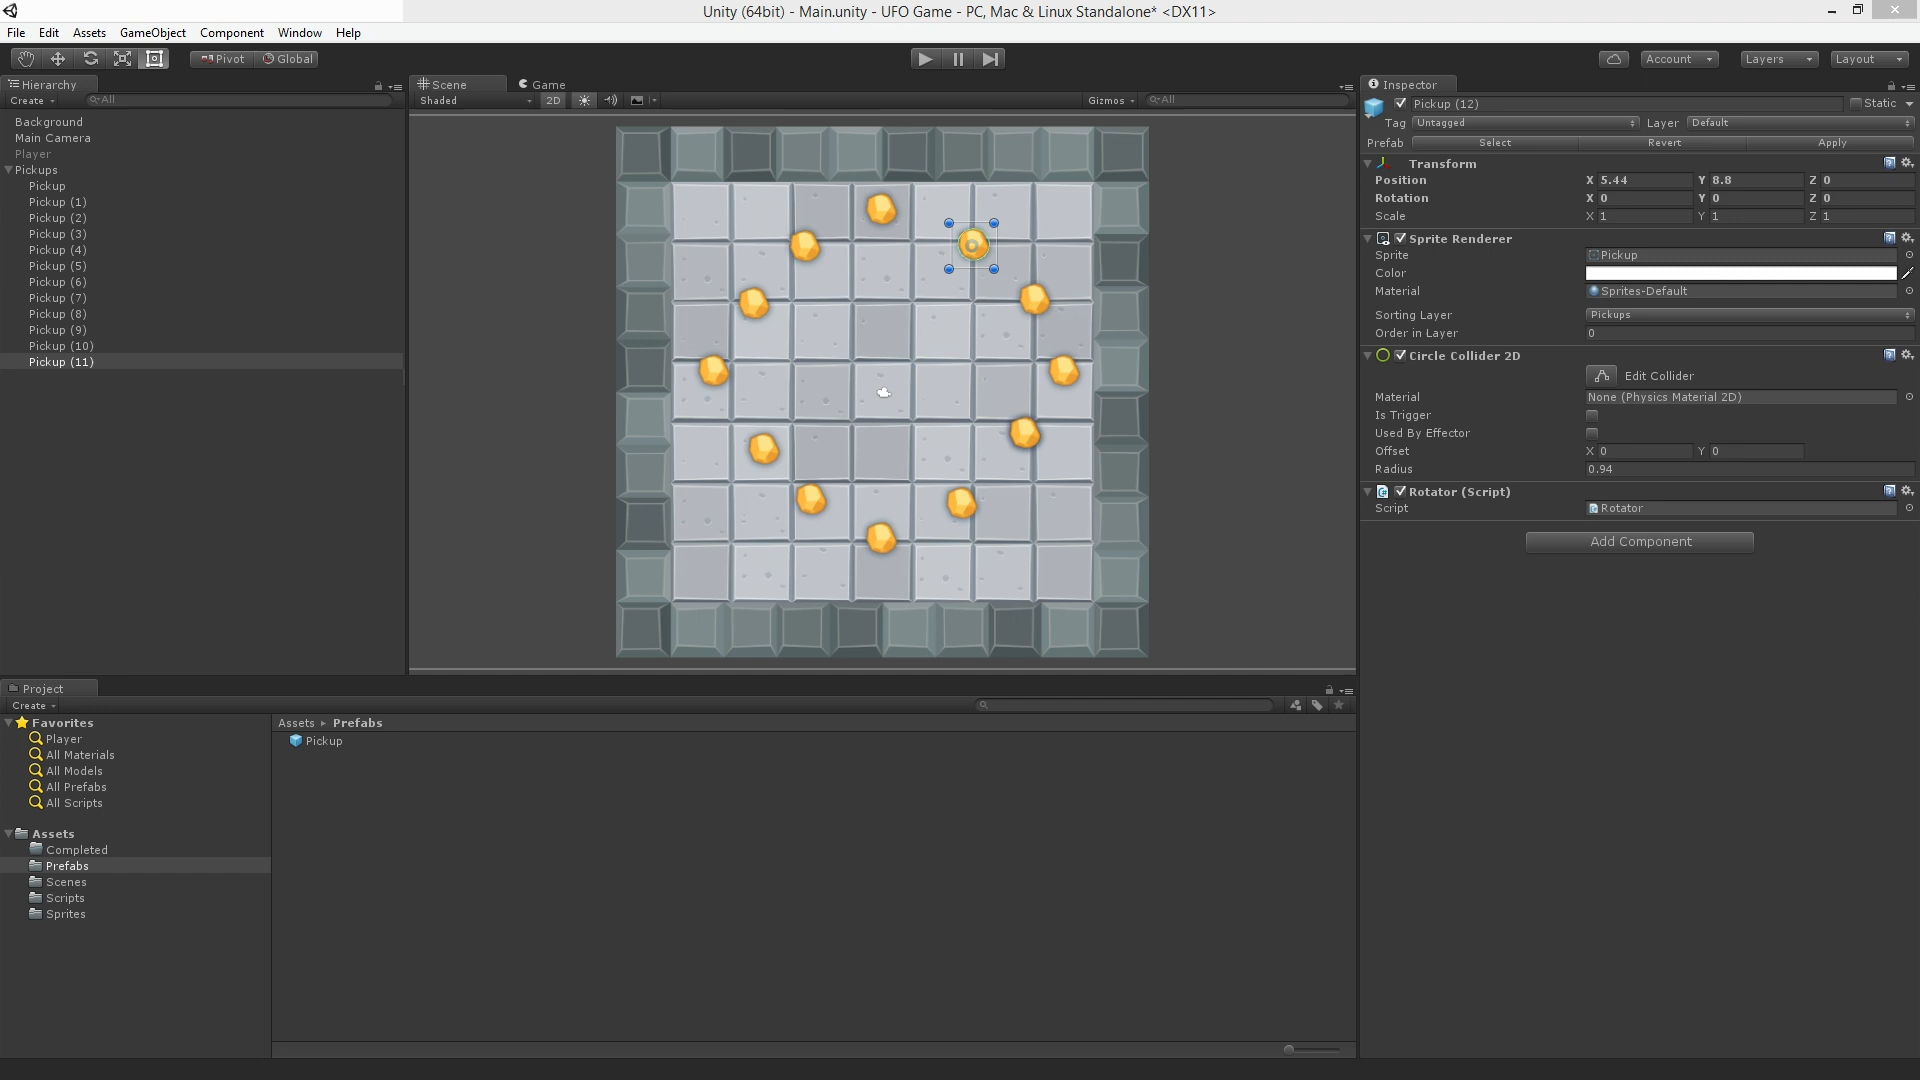 Unity (64bit) - Main.unity - UFO Game - PC, Mac & Linux Standalone* <DX11>
File Edit Assets GameObject Component Window Help
Pivot Global Account Layers Layout
Hierarchy
Create All
Background
Main Camera
Player
Pickups
Pickup
Pickup (1)
Pickup (2)
Pickup (3)
Pickup (4)
Pickup (5)
Pickup (6)
Pickup (7)
Pickup (8)
Pickup (9)
Pickup (10)
Pickup (11)
Scene Game
Shaded 2D Gizmos All
Inspector
Pickup (12) Static
Tag Untagged Layer Default
Prefab Select Revert Apply
Transform
Position X 5.44 Y 8.8 Z 0
Rotation X 0 Y 0 Z 0
Scale X 1 Y 1 Z 1
Sprite Renderer
Sprite Pickup
Color
Material Sprites-Default
Sorting Layer Pickups
Order in Layer 0
Circle Collider 2D
Edit Collider
Material None (Physics Material 2D)
Is Trigger
Used By Effector
Offset X 0 Y 0
Radius 0.94
Rotator (Script)
Script Rotator
Add Component
Project
Create
Favorites
Player
All Materials
All Models
All Prefabs
All Scripts
Assets
Completed
Prefabs
Scenes
Scripts
Sprites
Assets ▸ Prefabs
Pickup